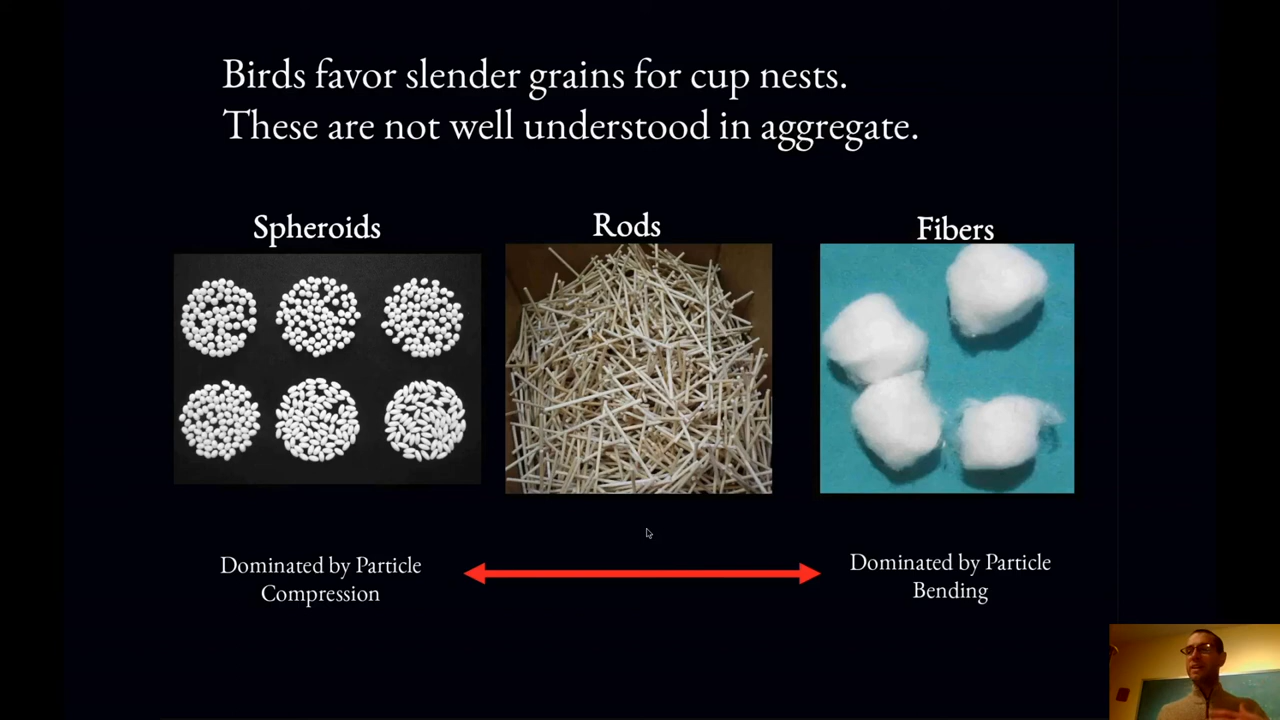 Birds favor slender grains for cup nests.
These are not well understood in aggregate.
Spheroids
Rods
Fibers
Dominated by Particle
Compression
Dominated by Particle
Bending